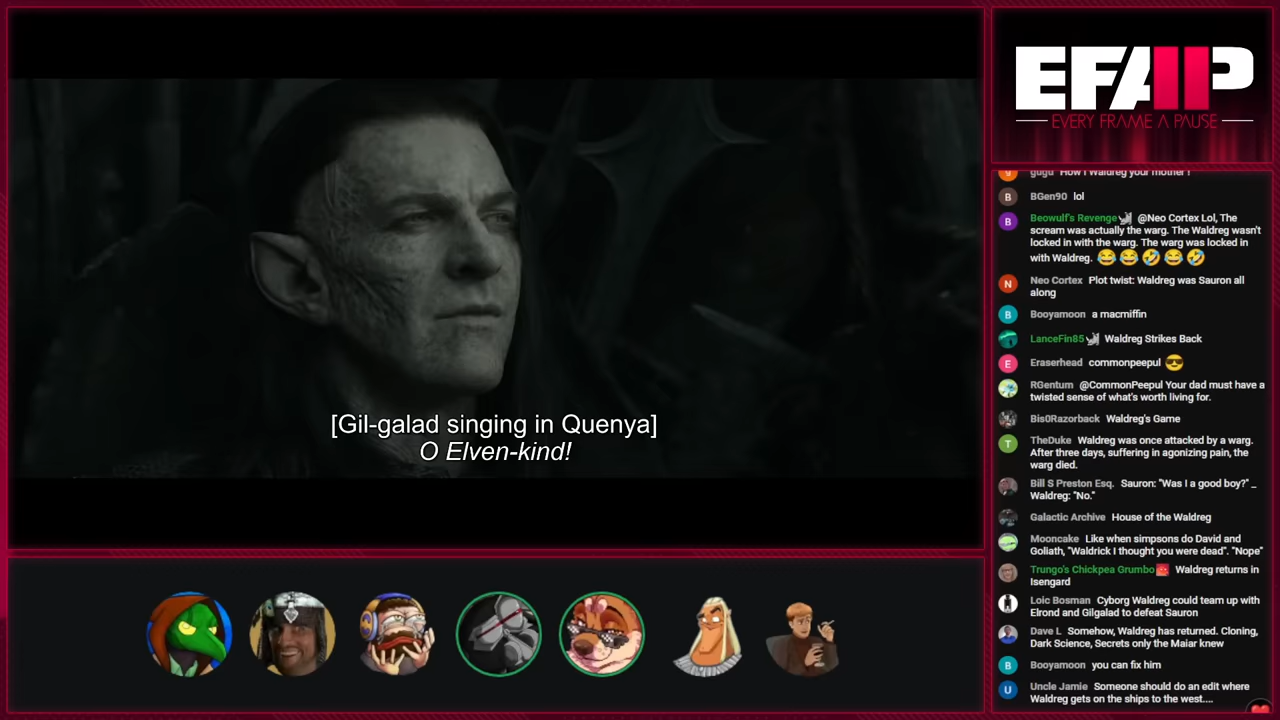 [Gil-galad singing in Quenya]
O Elven-kind!
EFAP
EVERY FRAME A PAUSE
gugu How I Waldreg your mother !
BGen90 lol
Beowulf's Revenge @Neo Cortex Lol, The
scream was actually the warg. The Waldreg wasn't
locked in with the warg. The warg was locked in
with Waldreg. 😂😂🤣😂🤣
Neo Cortex Plot twist: Waldreg was Sauron all
along
Booyamoon a macmiffin
LanceFin85 Waldreg Strikes Back
Eraserhead commonpeepul 😎
RGentum @CommonPeepul Your dad must have a
twisted sense of what's worth living for.
Bis0Razorback Waldreg's Game
TheDuke Waldreg was once attacked by a warg.
After three days, suffering in agonizing pain, the
warg died.
Bill S Preston Esq. Sauron: "Was I a good boy?" _
Waldreg: "No."
Galactic Archive House of the Waldreg
Mooncake Like when simpsons do David and
Goliath, "Waldrick I thought you were dead". "Nope"
Trungo's Chickpea Grumbo Waldreg returns in
Isengard
Loic Bosman Cyborg Waldreg could team up with
Elrond and Gilgalad to defeat Sauron
Dave L Somehow, Waldreg has returned. Cloning,
Dark Science, Secrets only the Maiar knew
Booyamoon you can fix him
Uncle Jamie Someone should do an edit where
Waldreg gets on the ships to the west....